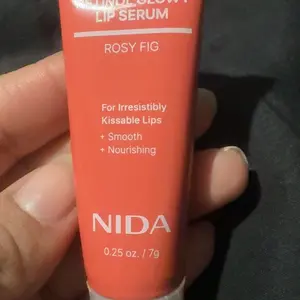 LIP SERUM
ROSY FIG
For Irresistibly
Kissable Lips
+ Smooth
+ Nourishing
NIDA
0.25 oz. / 7g